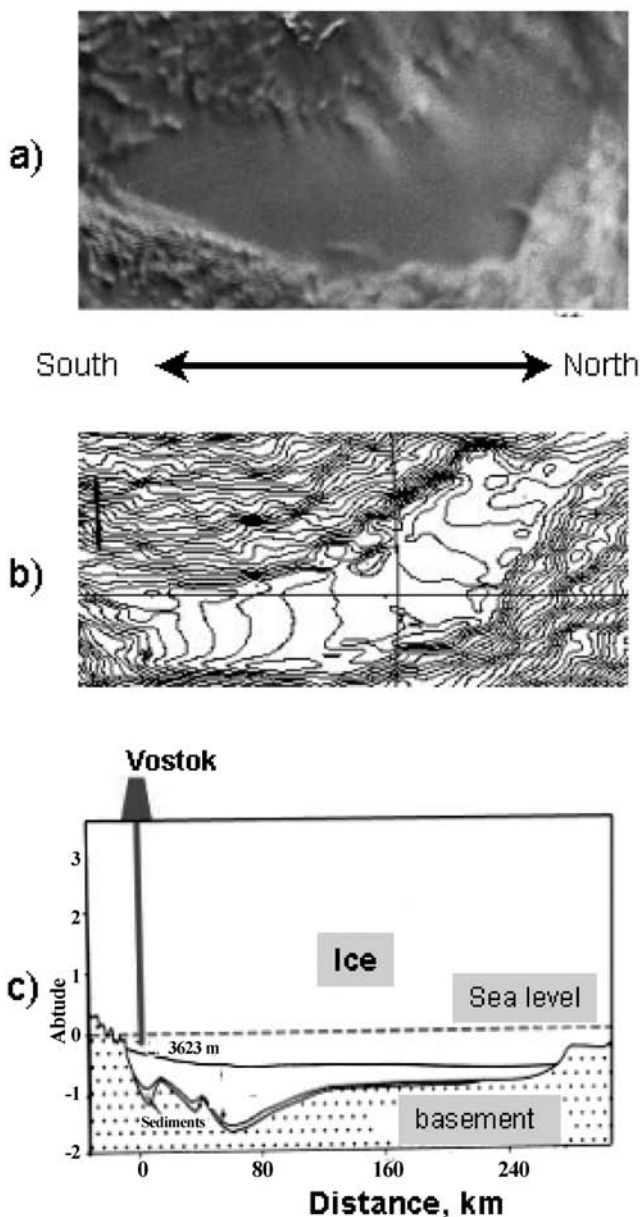 a)
South North
b)
Vostok
3
2
Ice
c)
Abtude
Sea level
0
3623 m
-1
Sediments
basement
-2
0 80 160 240
Distance, km